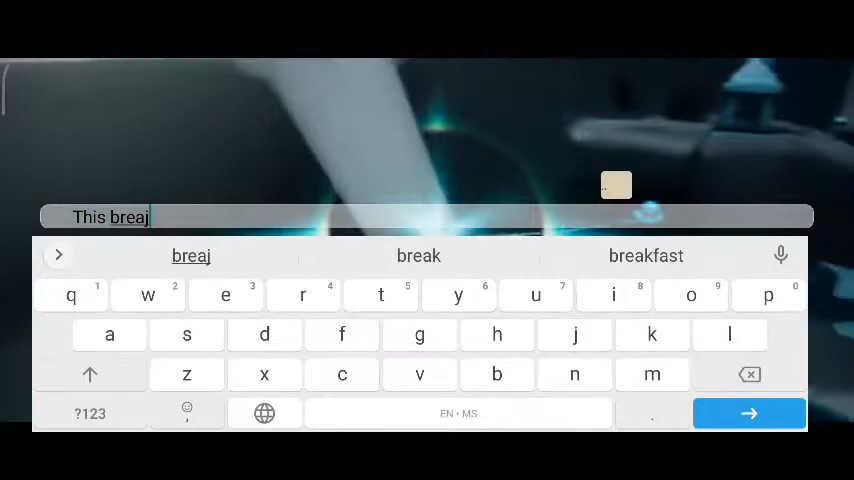 ..
This breaj
breaj break breakfast
q 1 w 2 e 3 r 4 t 5 y 6 u 7 i 8 o 9 p 0
a s d f g h j k l
z x c v b n m
?123 , EN • MS .